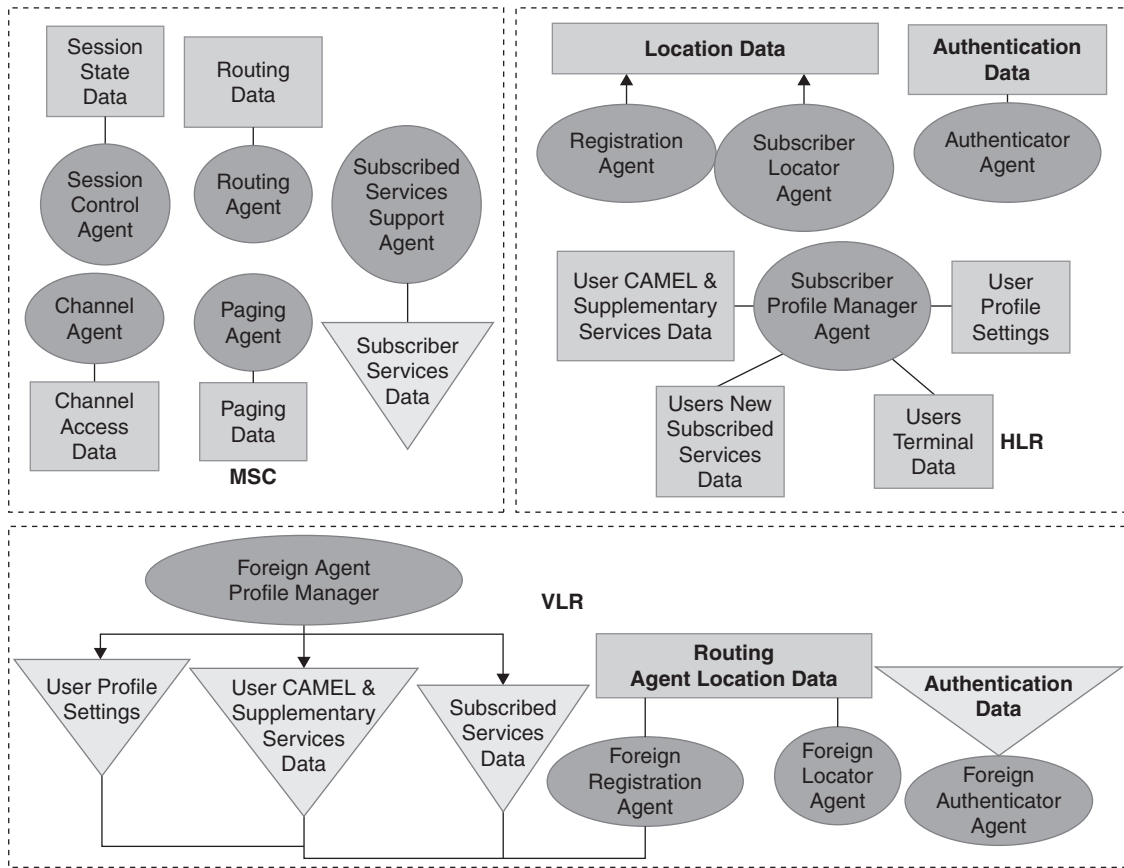 Session
State
Data
Routing
Data
Session
Control
Agent
Routing
Agent
Subscribed
Services
Support
Agent
Channel
Agent
Paging
Agent
Subscriber
Services
Data
Channel
Access
Data
Paging
Data
MSC
Location Data
Authentication
Data
Registration
Agent
Subscriber
Locator
Agent
Authenticator
Agent
User CAMEL &
Supplementary
Services Data
Subscriber
Profile Manager
Agent
User
Profile
Settings
Users New
Subscribed
Services
Data
Users
Terminal
Data
HLR
Foreign Agent
Profile Manager
VLR
User Profile
Settings
User CAMEL &
Supplementary
Services
Data
Subscribed
Services
Data
Routing
Agent Location Data
Authentication
Data
Foreign
Registration
Agent
Foreign
Locator
Agent
Foreign
Authenticator
Agent